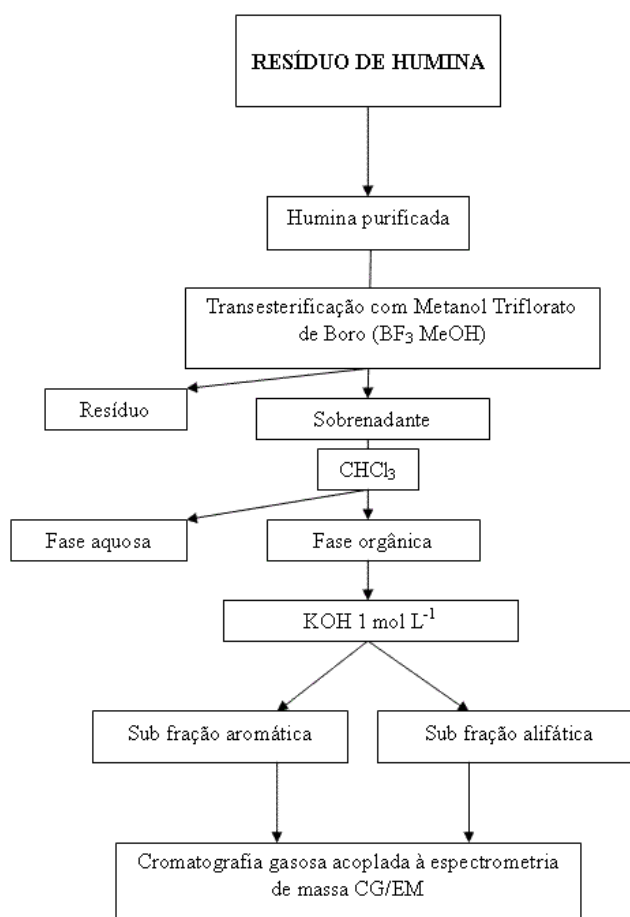 RESÍDUO DE HUMINA
Humina purificada
Transesterificação com Metanol Triflorato
de Boro (BF₃ MeOH)
Resíduo
Sobrenadante
CHCl₃
Fase aquosa
Fase orgânica
KOH 1 mol L⁻¹
Sub fração aromática
Sub fração alifática
Cromatografia gasosa acoplada à espectrometria
de massa CG/EM